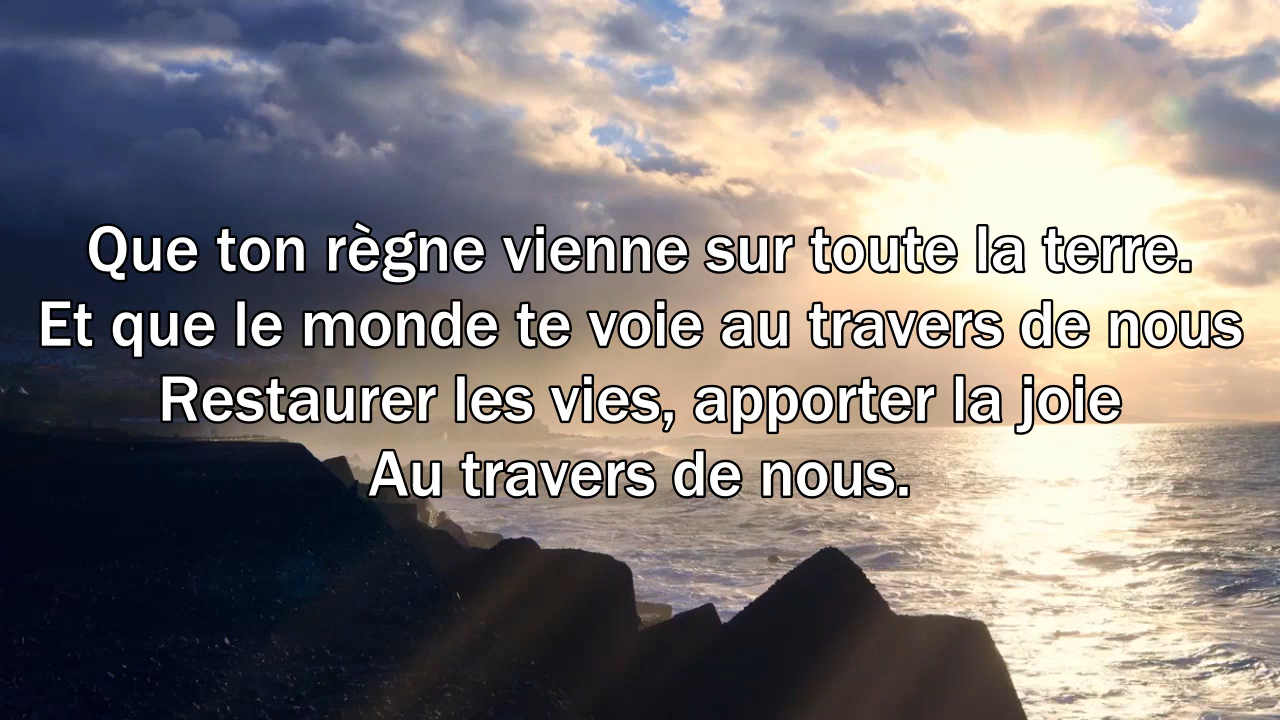 Que ton règne vienne sur toute la terre.
Et que le monde te voie au travers de nous
Restaurer les vies, apporter la joie
Au travers de nous.